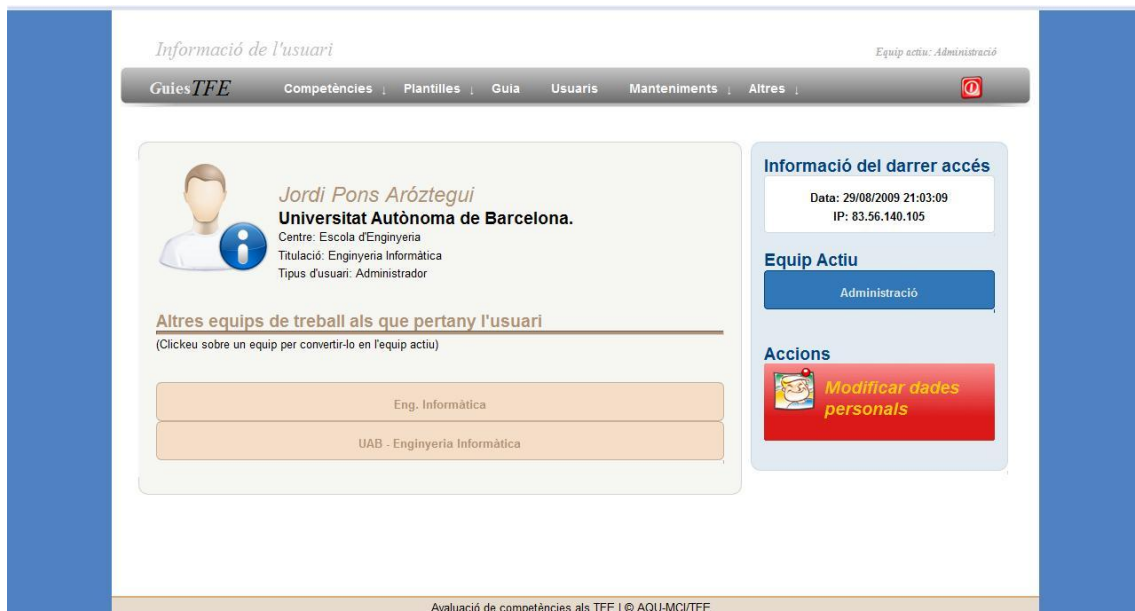 Informació de l'usuari
Equip actiu: Administració
GuiesTFE Competències ↓ Plantilles ↓ Guia Usuaris Manteniments ↓ Altres ↓
Jordi Pons Aróztegui
Universitat Autònoma de Barcelona.
Centre: Escola d'Enginyeria
Titulació: Enginyeria Informàtica
Tipus d'usuari: Administrador
Altres equips de treball als que pertany l'usuari
(Clickeu sobre un equip per convertir-lo en l'equip actiu)
Eng. Informàtica
UAB - Enginyeria Informàtica
Informació del darrer accés
Data: 29/08/2009 21:03:09
IP: 83.56.140.105
Equip Actiu
Administració
Accions
Modificar dades
personals
Avaluació de competències als TFE | © AQU-MCI/TFE